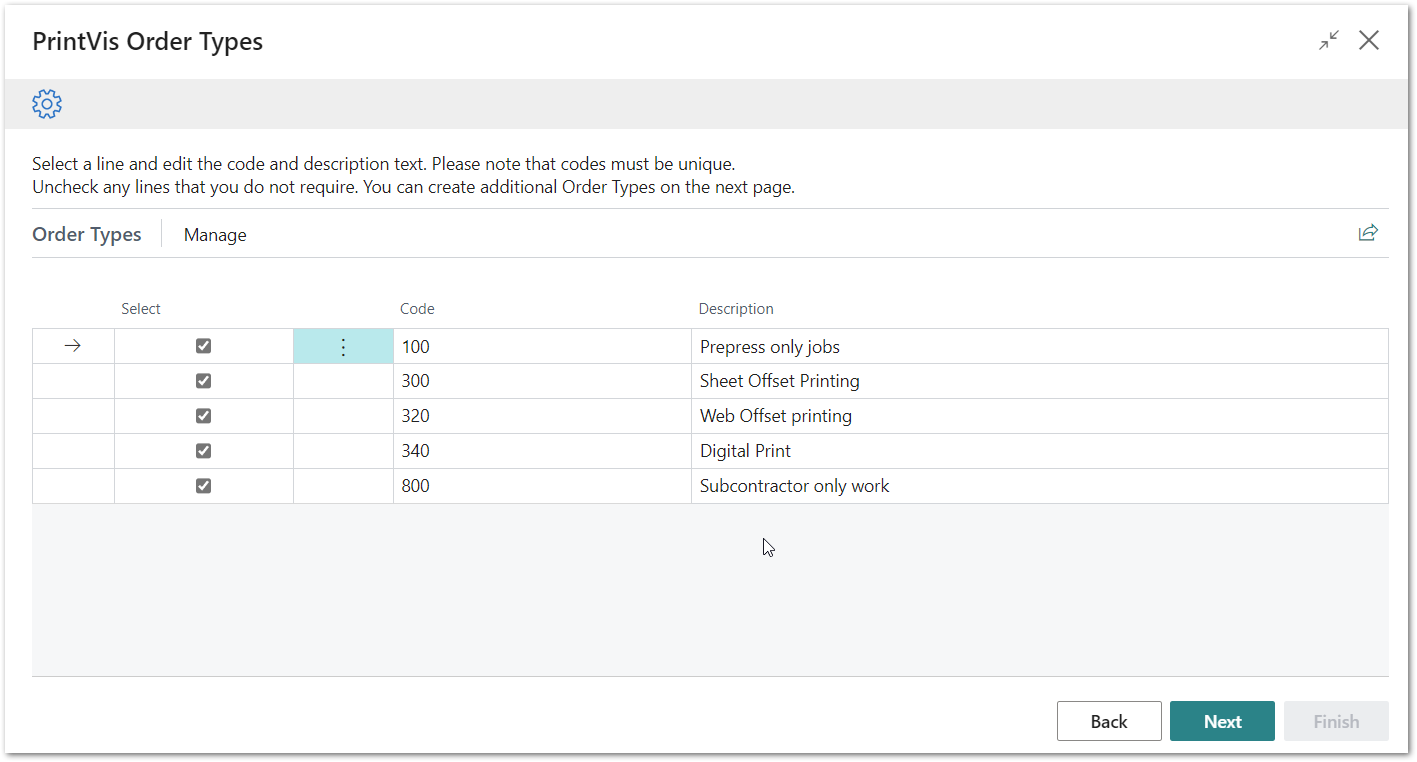 PrintVis Order Types
Select a line and edit the code and description text. Please note that codes must be unique.
Uncheck any lines that you do not require. You can create additional Order Types on the next page.
Order Types Manage
Select Code Description
100 Prepress only jobs
300 Sheet Offset Printing
320 Web Offset printing
340 Digital Print
800 Subcontractor only work
Back Next Finish